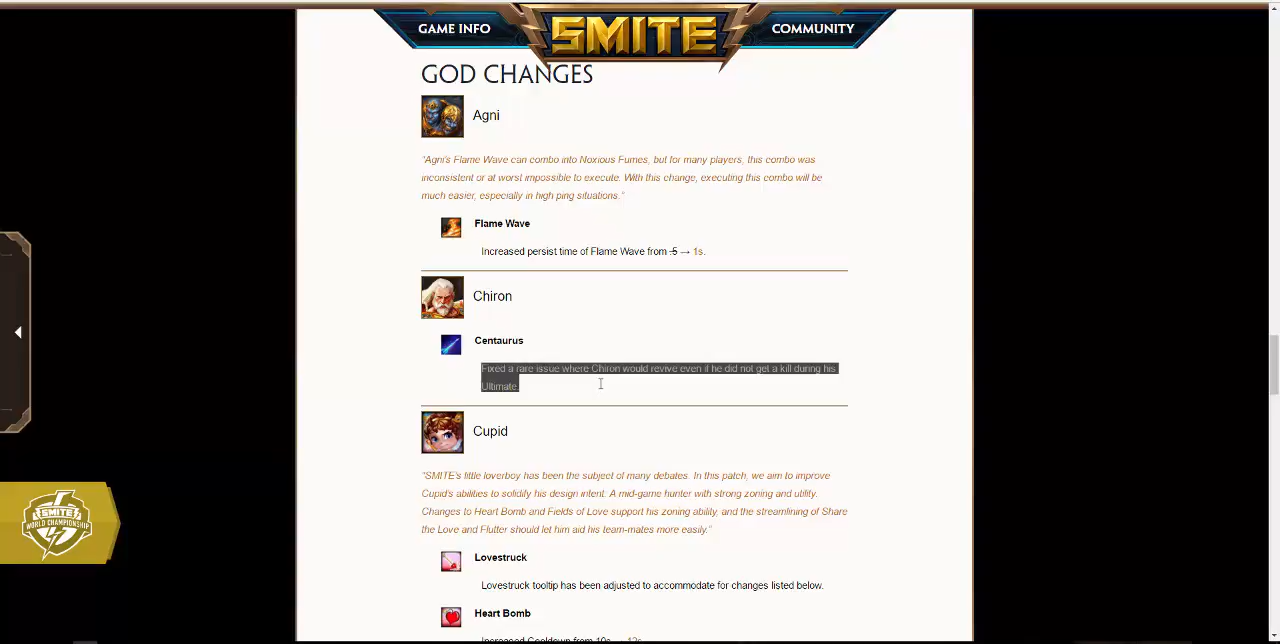 GAME INFO
SMITE
COMMUNITY
GOD CHANGES
Agni
"Agni's Flame Wave can combo into Noxious Fumes, but for many players, this combo was
inconsistent or at worst impossible to execute. With this change, executing this combo will be
much easier, especially in high ping situations."
Flame Wave
Increased persist time of Flame Wave from .5 → 1s.
Chiron
Centaurus
Fixed a rare issue where Chiron would revive even if he did not get a kill during his
Ultimate.
Cupid
"SMITE's little loverboy has been the subject of many debates. In this patch, we aim to improve
Cupid's abilities to solidify his design intent. A mid-game hunter with strong zoning and utility.
Changes to Heart Bomb and Fields of Love support his zoning ability, and the streamlining of Share
the Love and Flutter should let him aid his team-mates more easily."
SMITE
WORLD CHAMPIONSHIP
Lovestruck
Lovestruck tooltip has been adjusted to accommodate for changes listed below.
Heart Bomb
Increased Cooldown from 10s → 12s